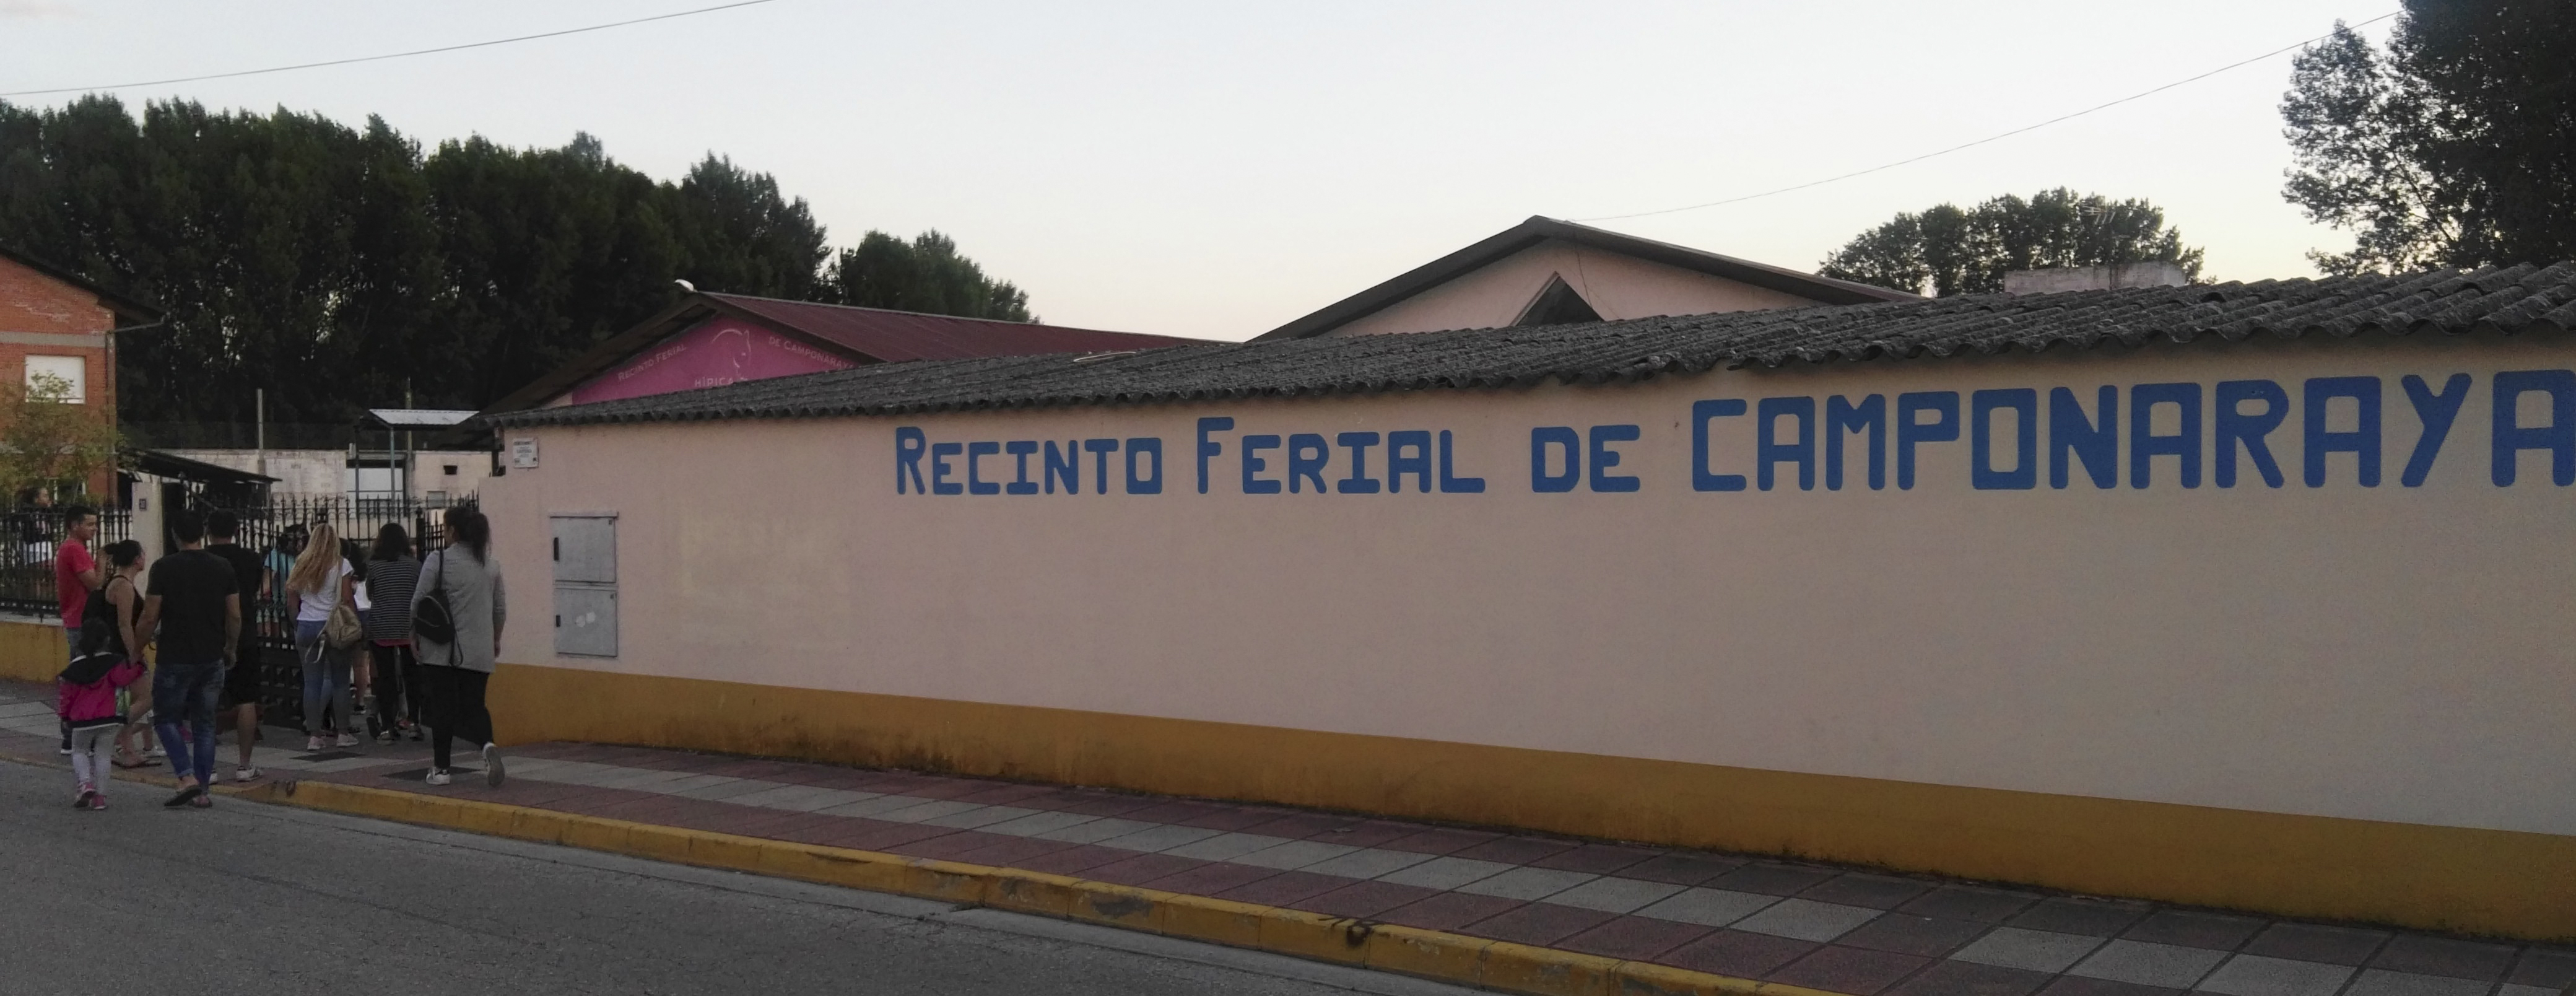 RECINTO FERIAL DE CAMPONARAYA
RECINTO FERIAL DE CAMPONARAYA
HÍPICA